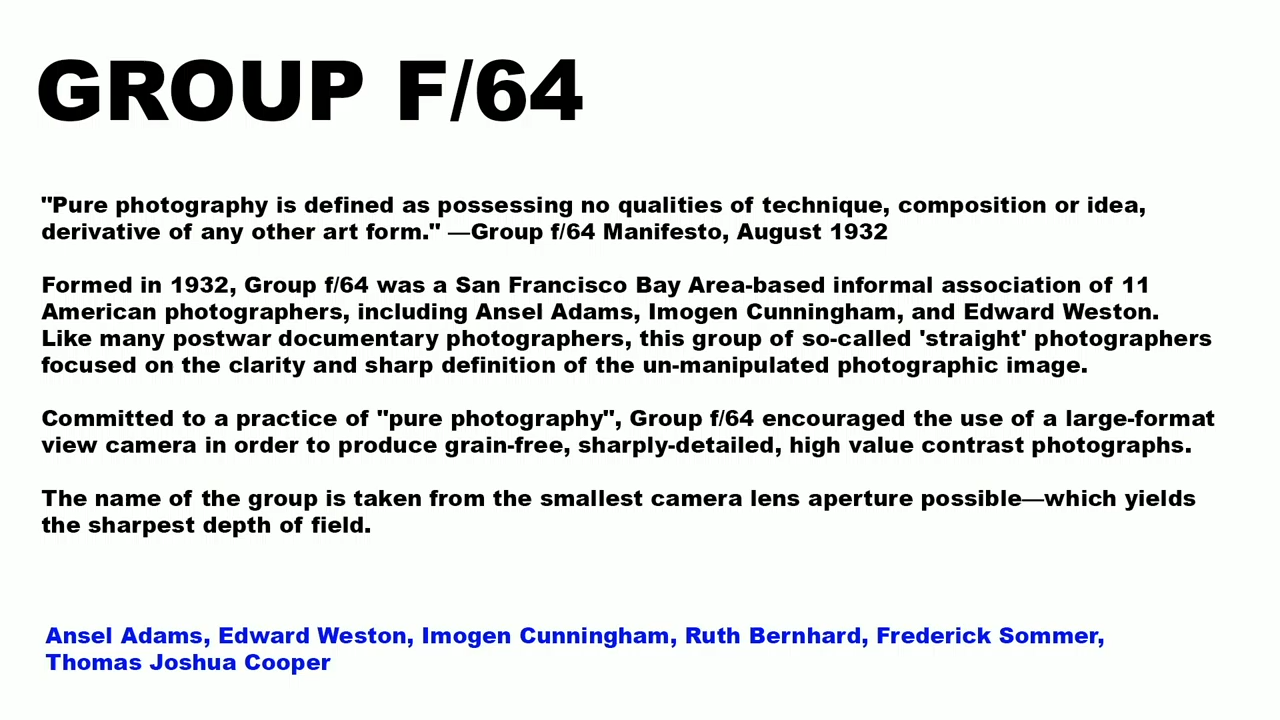 GROUP F/64
"Pure photography is defined as possessing no qualities of technique, composition or idea,
derivative of any other art form." —Group f/64 Manifesto, August 1932
Formed in 1932, Group f/64 was a San Francisco Bay Area-based informal association of 11
American photographers, including Ansel Adams, Imogen Cunningham, and Edward Weston.
Like many postwar documentary photographers, this group of so-called 'straight' photographers
focused on the clarity and sharp definition of the un-manipulated photographic image.
Committed to a practice of "pure photography", Group f/64 encouraged the use of a large-format
view camera in order to produce grain-free, sharply-detailed, high value contrast photographs.
The name of the group is taken from the smallest camera lens aperture possible—which yields
the sharpest depth of field.
Ansel Adams, Edward Weston, Imogen Cunningham, Ruth Bernhard, Frederick Sommer,
Thomas Joshua Cooper